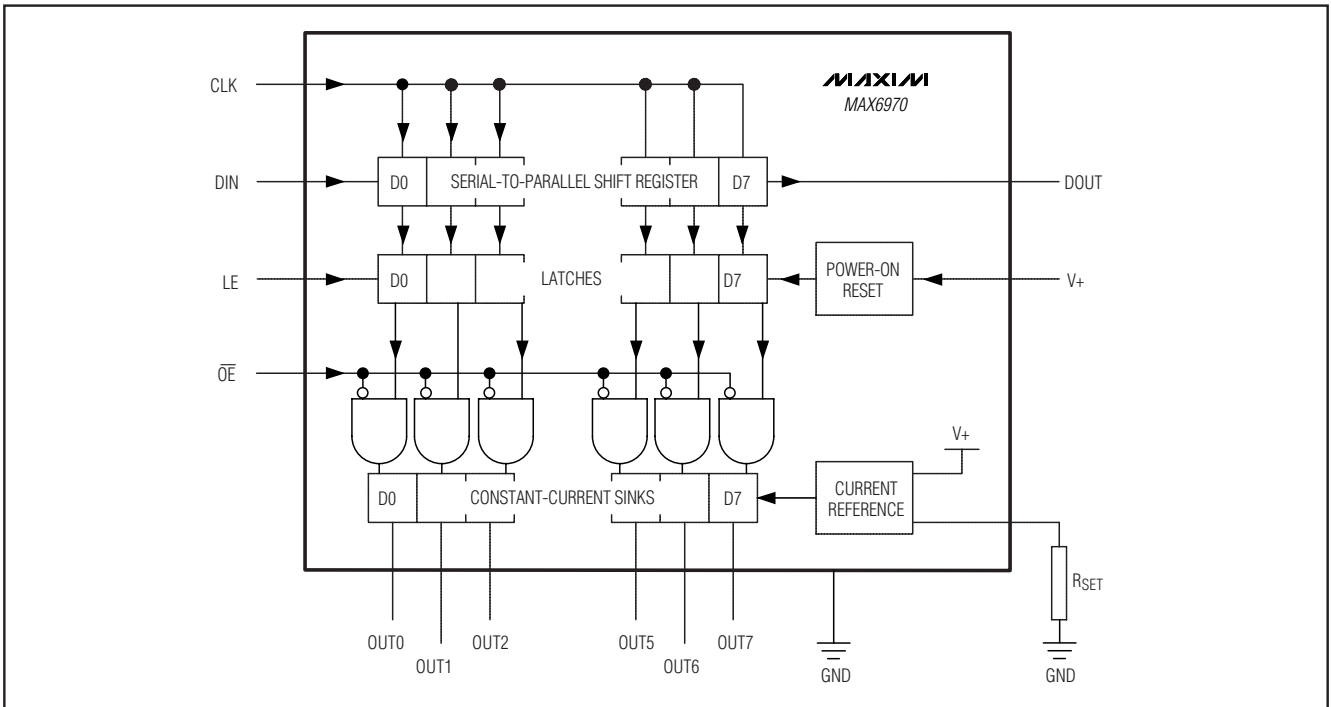 MAXIM
MAX6970
CLK
DIN
D0
SERIAL-TO-PARALLEL SHIFT REGISTER
D7
DOUT
LE
D0
LATCHES
D7
POWER-ON
RESET
V+
OE
V+
D0
CONSTANT-CURRENT SINKS
D7
CURRENT
REFERENCE
RSET
OUT0
OUT1
OUT2
OUT5
OUT6
OUT7
GND
GND